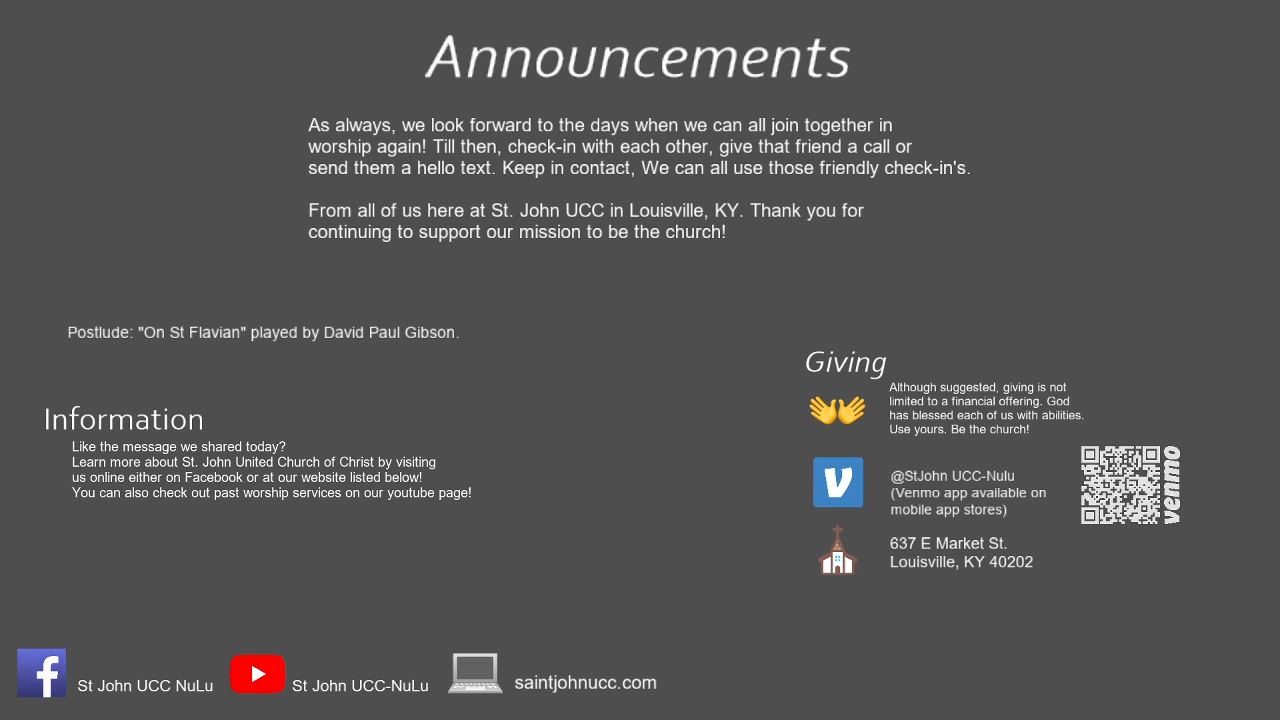 Announcements
As always, we look forward to the days when we can all join together in
worship again! Till then, check-in with each other, give that friend a call or
send them a hello text. Keep in contact, We can all use those friendly check-in's.
From all of us here at St. John UCC in Louisville, KY. Thank you for
continuing to support our mission to be the church!
Postlude: "On St Flavian" played by David Paul Gibson.
Information
Like the message we shared today?
Learn more about St. John United Church of Christ by visiting
us online either on Facebook or at our website listed below!
You can also check out past worship services on our youtube page!
Giving
Although suggested, giving is not
limited to a financial offering. God
has blessed each of us with abilities.
Use yours. Be the church!
@StJohn UCC-Nulu
(Venmo app available on
mobile app stores)
venmo
637 E Market St.
Louisville, KY 40202
St John UCC NuLu
St John UCC-NuLu
saintjohnucc.com